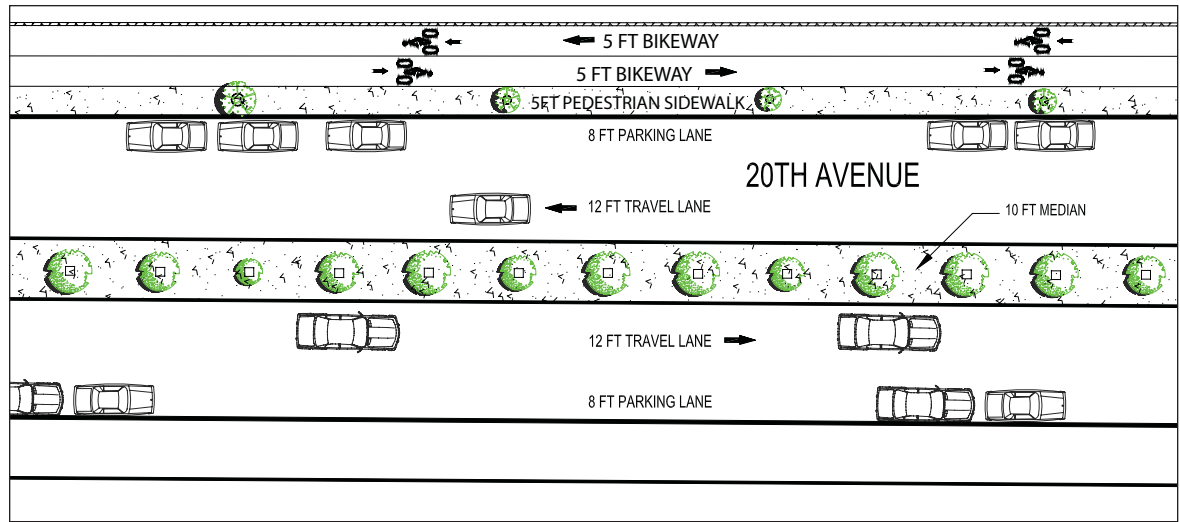 5 FT BIKEWAY
5 FT BIKEWAY
5FT PEDESTRIAN SIDEWALK
8 FT PARKING LANE
20TH AVENUE
12 FT TRAVEL LANE
10 FT MEDIAN
12 FT TRAVEL LANE
8 FT PARKING LANE